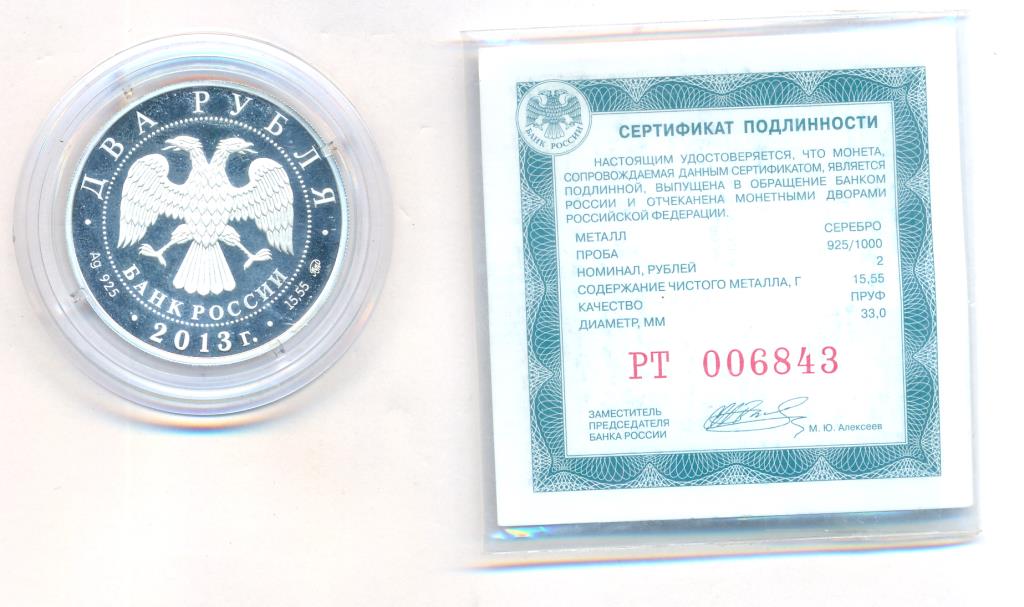 ДВА РУБЛЯ
Ag 925
БАНК РОССИИ
15,55
• 2013 г. •
БАНК РОССИИ
СЕРТИФИКАТ ПОДЛИННОСТИ
НАСТОЯЩИМ УДОСТОВЕРЯЕТСЯ, ЧТО МОНЕТА,
СОПРОВОЖДАЕМАЯ ДАННЫМ СЕРТИФИКАТОМ, ЯВЛЯЕТСЯ
ПОДЛИННОЙ, ВЫПУЩЕНА В ОБРАЩЕНИЕ БАНКОМ
РОССИИ И ОТЧЕКАНЕНА МОНЕТНЫМИ ДВОРАМИ
РОССИЙСКОЙ ФЕДЕРАЦИИ.
МЕТАЛЛ СЕРЕБРО
ПРОБА 925/1000
НОМИНАЛ, РУБЛЕЙ 2
СОДЕРЖАНИЕ ЧИСТОГО МЕТАЛЛА, Г 15,55
КАЧЕСТВО ПРУФ
ДИАМЕТР, ММ 33,0
РТ 006843
ЗАМЕСТИТЕЛЬ
ПРЕДСЕДАТЕЛЯ
БАНКА РОССИИ
М. Ю. Алексеев